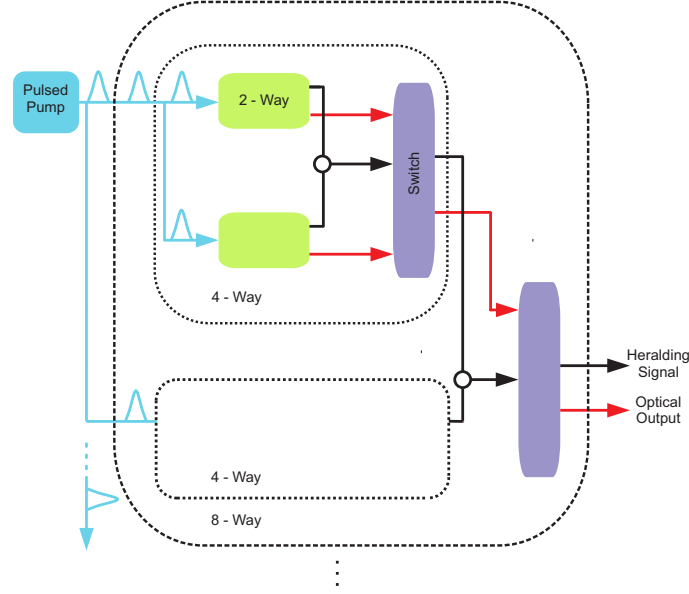 Pulsed
Pump
2 - Way
Switch
4 - Way
Heralding
Signal
Optical
Output
4 - Way
8 - Way